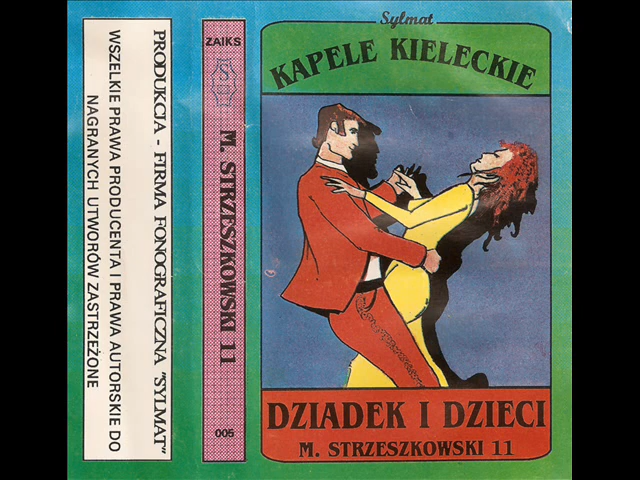 PRODUKCJA - FIRMA FONOGRAFICZNA "SYLMAT"
WSZELKIE PRAWA PRODUCENTA I PRAWA AUTORSKIE DO
NAGRANYCH UTWORÓW ZASTRZEŻONE
ZAIKS
S
M. STRZESZKOWSKI 11
005
Sylmat
KAPELE KIELECKIE
DZIADEK I DZIECI
M. STRZESZKOWSKI 11